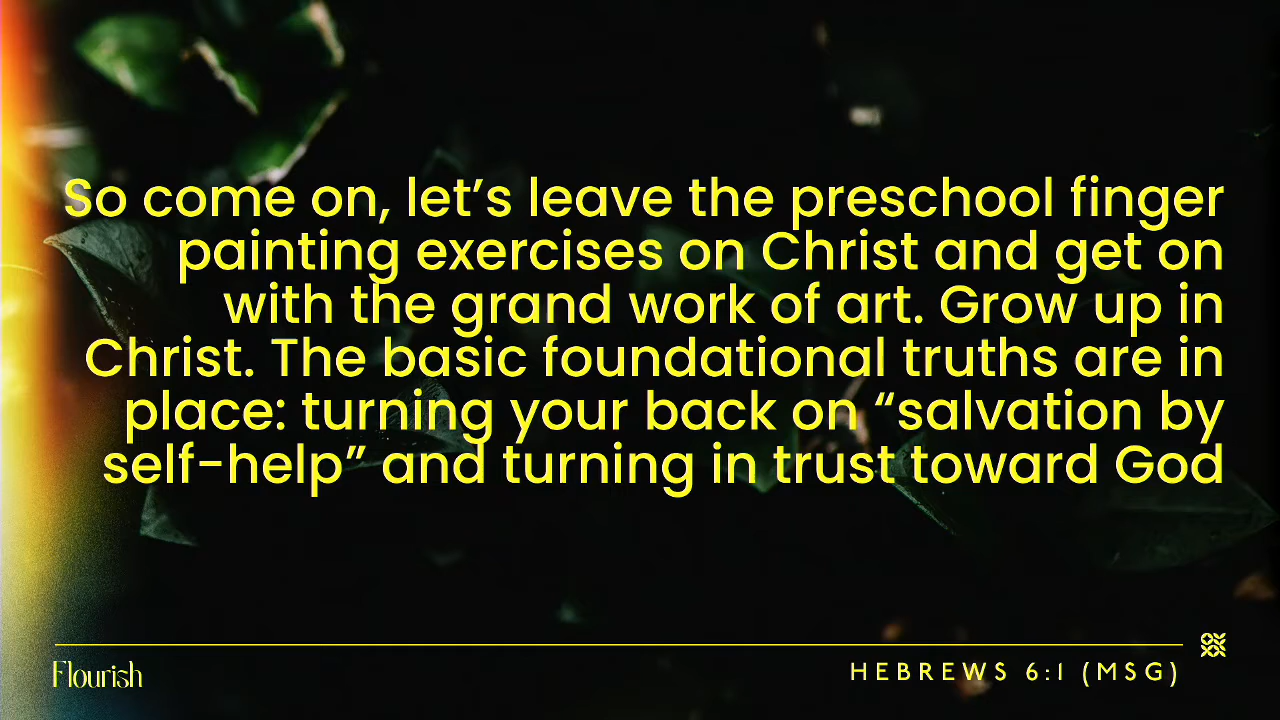 So come on, let’s leave the preschool finger
painting exercises on Christ and get on
with the grand work of art. Grow up in
Christ. The basic foundational truths are in
place: turning your back on “salvation by
self-help” and turning in trust toward God
Flourish
HEBREWS 6:1 (MSG)